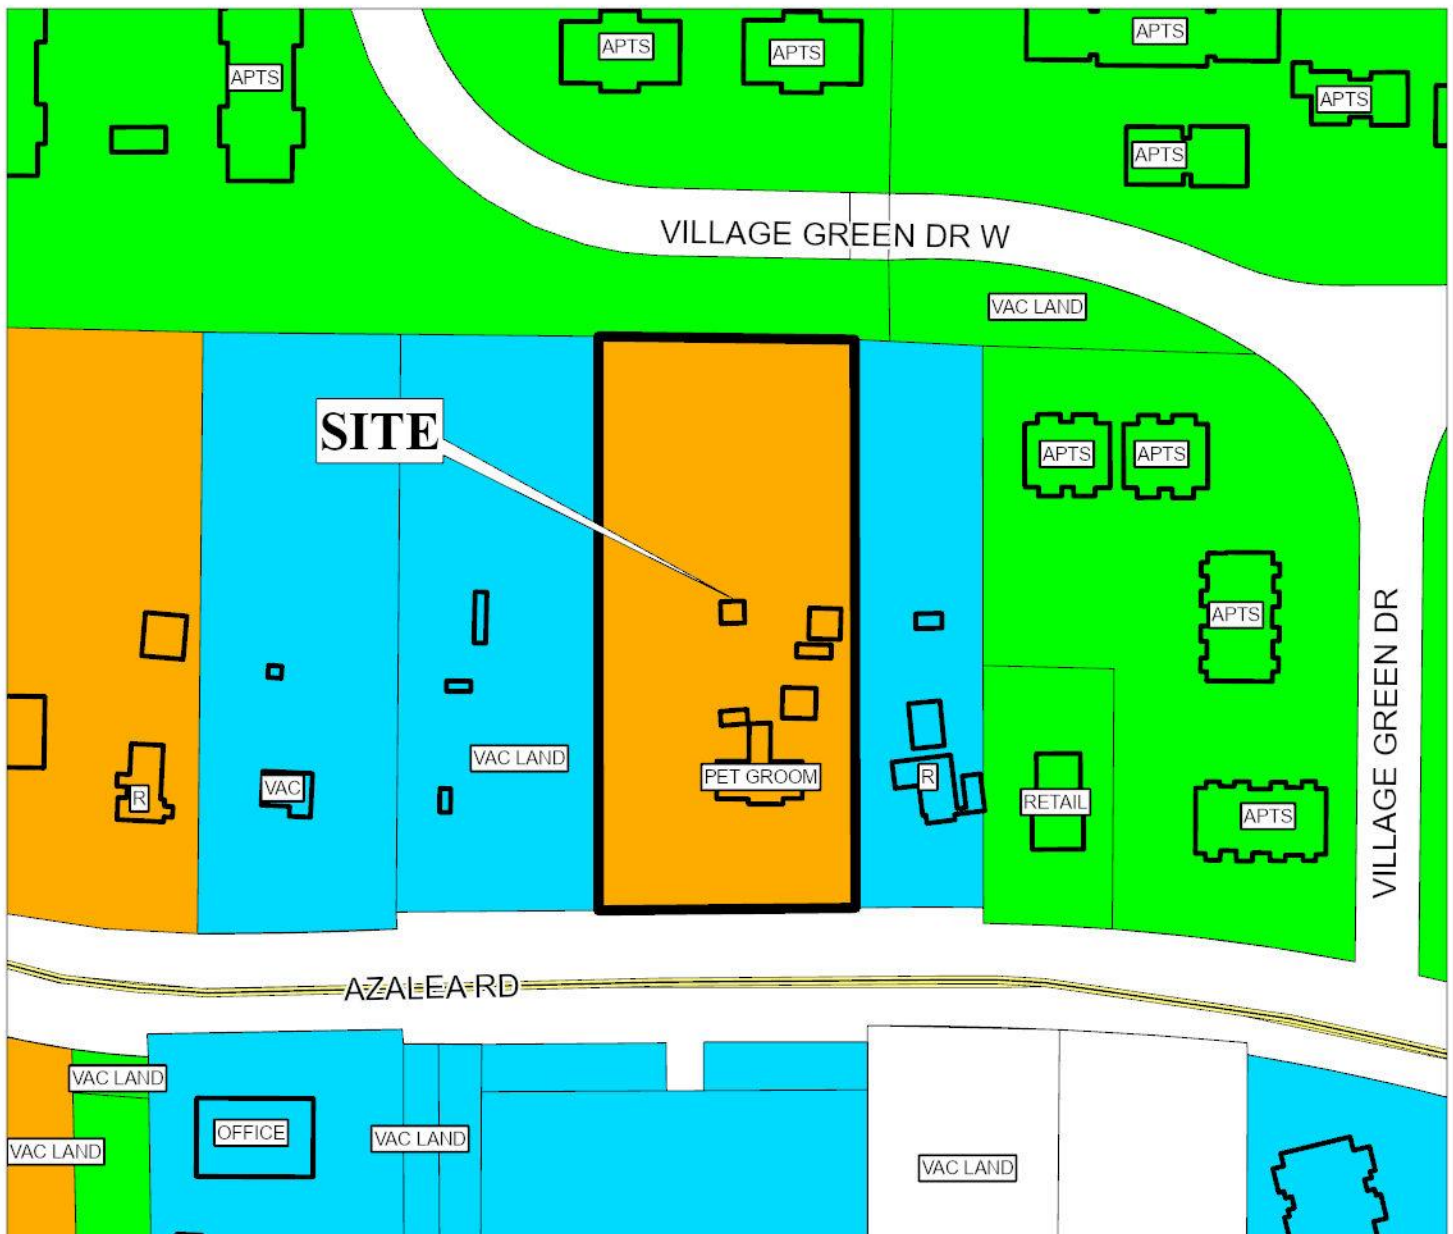 APTS
APTS
APTS
APTS
APTS
APTS
VILLAGE GREEN DR W
VAC LAND
SITE
APTS
APTS
APTS
VILLAGE GREEN DR
VAC LAND
PET GROOM
R
VAC
R
RETAIL
APTS
AZALEA RD
VAC LAND
OFFICE
VAC LAND
VAC LAND
VAC LAND